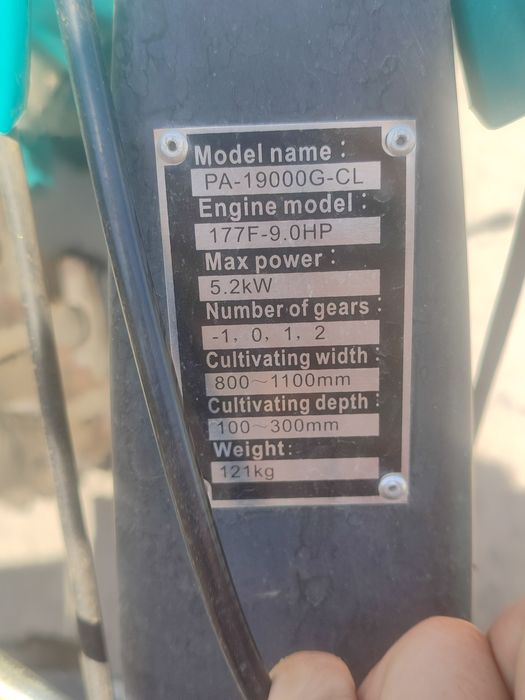 Model name :
PA-19000G-CL
Engine model :
177F-9.0HP
Max power :
5.2kW
Number of gears :
-1, 0, 1, 2
Cultivating width :
800~1100mm
Cultivating depth :
100~300mm
Weight :
121kg